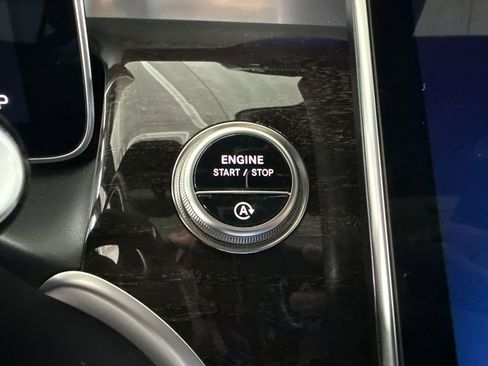 P
ENGINE
START / STOP
A